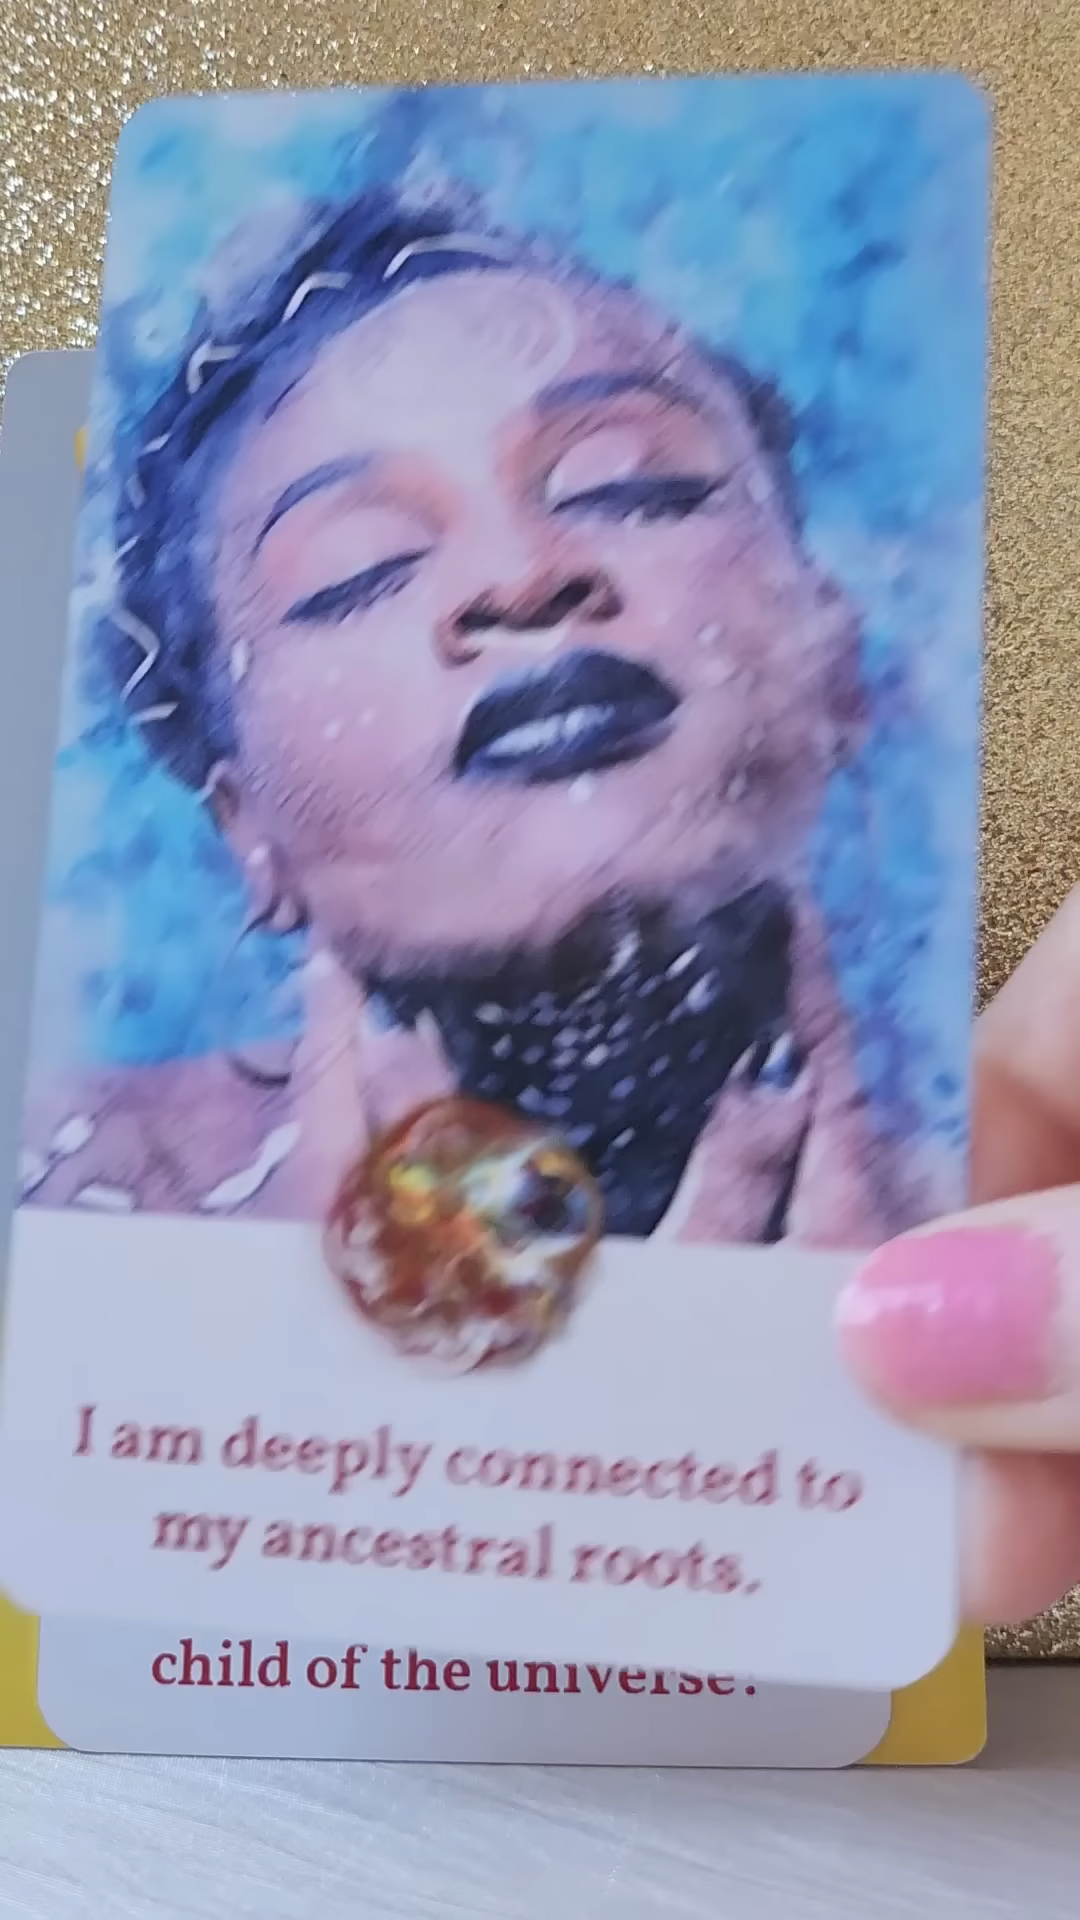 I am deeply connected to
my ancestral roots.
child of the universe.